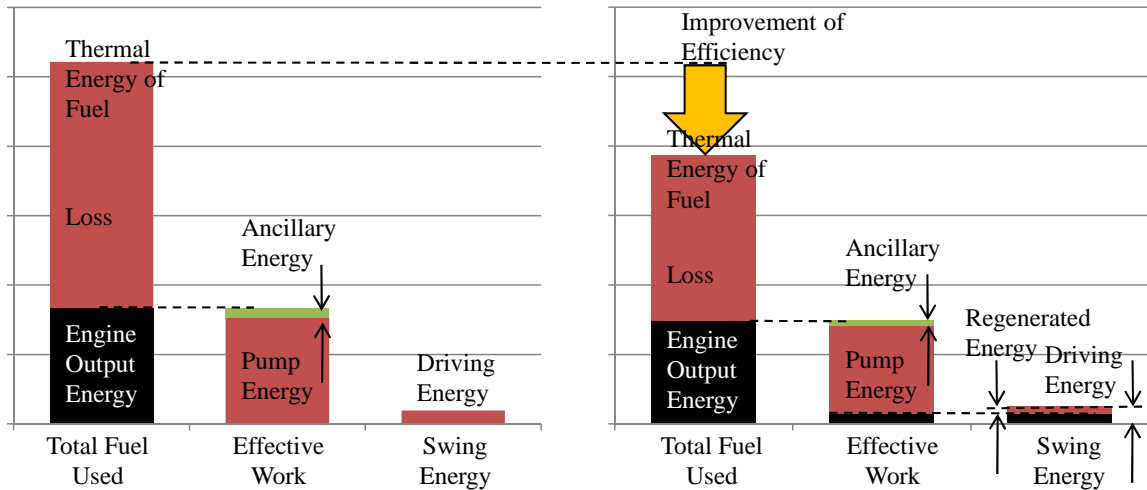 Thermal
Energy of
Fuel
Loss
Engine
Output
Energy
Ancillary
Energy
Pump
Energy
Driving
Energy
Total Fuel
Used
Effective
Work
Swing
Energy
Improvement of
Efficiency
Thermal
Energy of
Fuel
Loss
Engine
Output
Energy
Ancillary
Energy
Pump
Energy
Regenerated
Energy
Driving
Energy
Total Fuel
Used
Effective
Work
Swing
Energy